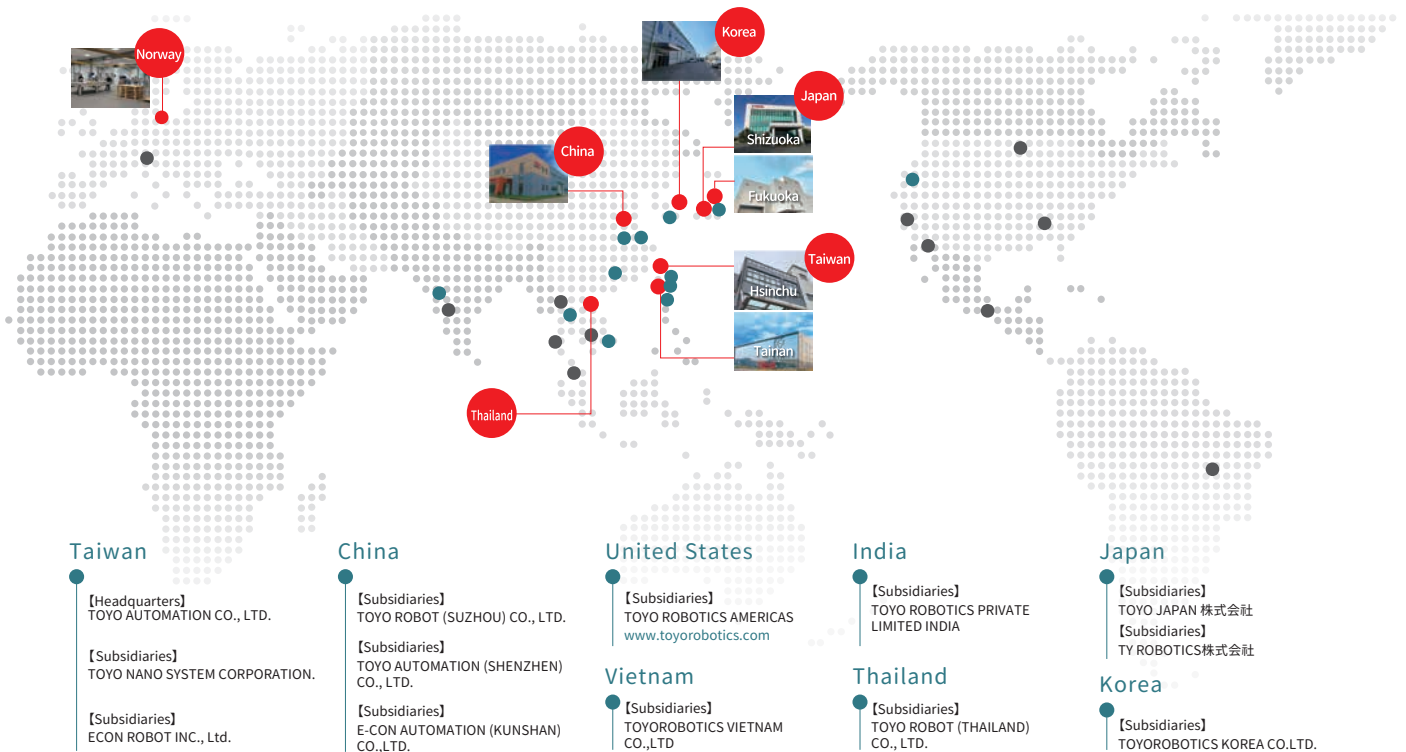 Norway
Korea
Japan
Shizuoka
China
Fukuoka
Taiwan
Hsinchu
Tainan
Thailand
Taiwan
【Headquarters】
TOYO AUTOMATION CO., LTD.
【Subsidiaries】
TOYO NANO SYSTEM CORPORATION.
【Subsidiaries】
ECON ROBOT INC., Ltd.
China
【Subsidiaries】
TOYO ROBOT (SUZHOU) CO., LTD.
【Subsidiaries】
TOYO AUTOMATION (SHENZHEN)
CO., LTD.
【Subsidiaries】
E-CON AUTOMATION (KUNSHAN)
CO.,LTD.
United States
【Subsidiaries】
TOYO ROBOTICS AMERICAS
www.toyorobotics.com
Vietnam
【Subsidiaries】
TOYOROBOTICS VIETNAM
CO.,LTD
India
【Subsidiaries】
TOYO ROBOTICS PRIVATE
LIMITED INDIA
Thailand
【Subsidiaries】
TOYO ROBOT (THAILAND)
CO., LTD.
Japan
【Subsidiaries】
TOYO JAPAN 株式会社
【Subsidiaries】
TY ROBOTICS株式会社
Korea
【Subsidiaries】
TOYOROBOTICS KOREA CO.LTD.